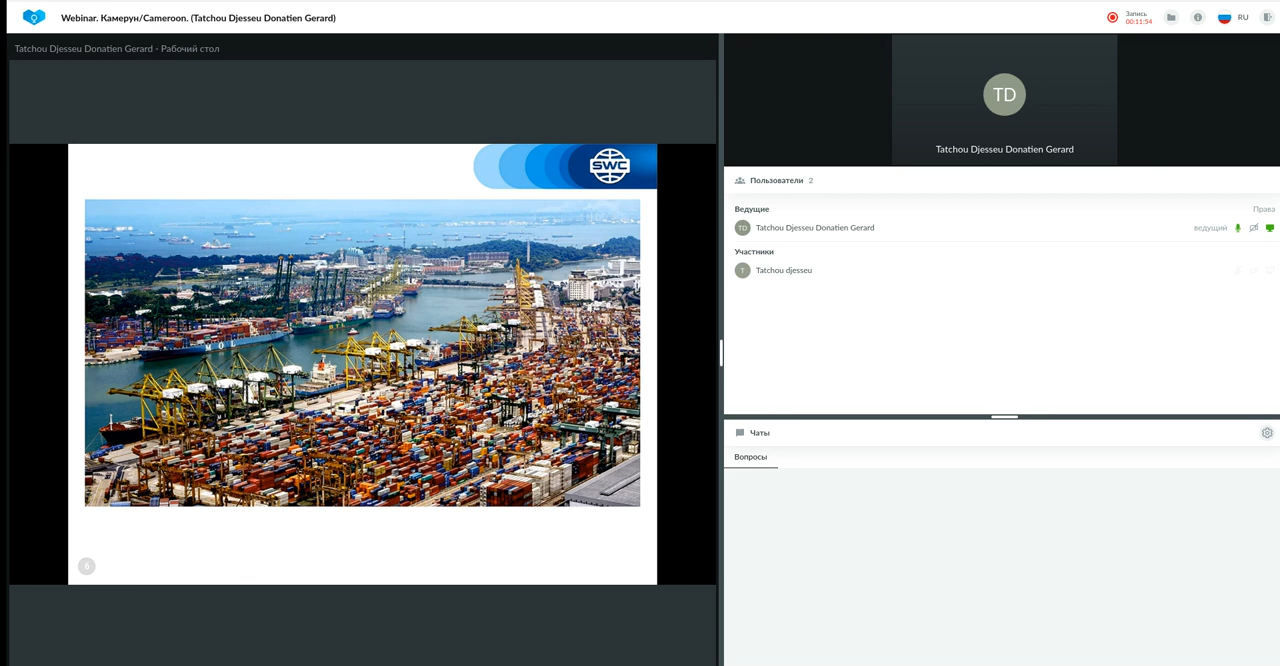 Webinar. Камерун/Cameroon. (Tatchou Djesseu Donatien Gerard)
Запись
00:11:54
RU
Tatchou Djesseu Donatien Gerard - Рабочий стол
SWC
MOL
6
TD
Tatchou Djesseu Donatien Gerard
Пользователи 2
Ведущие Права
TD Tatchou Djesseu Donatien Gerard ведущий
Участники
T Tatchou djesseu
Чаты
Вопросы